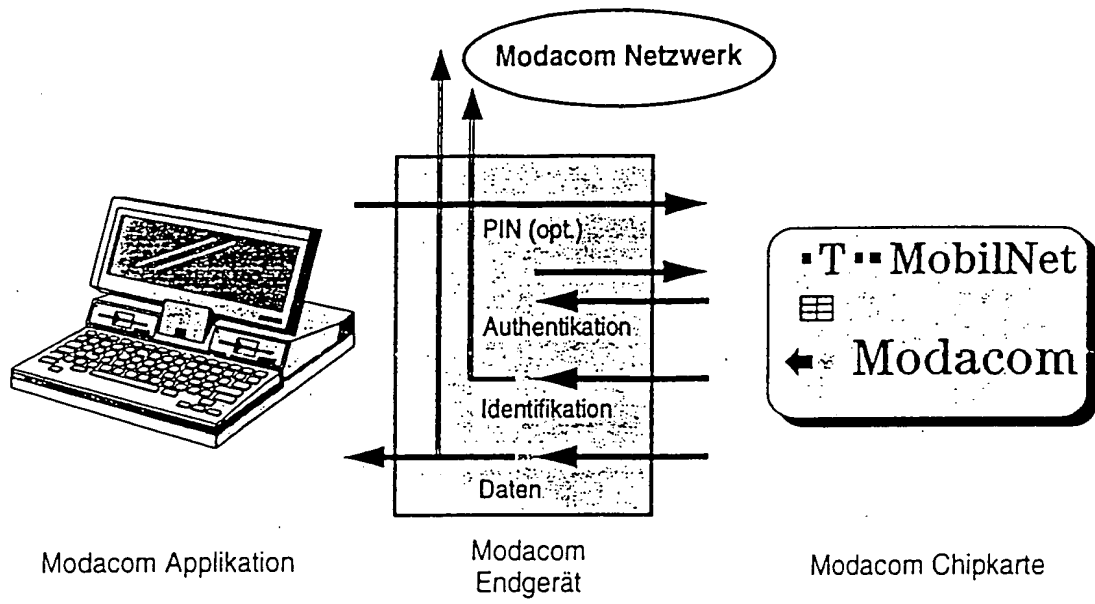 Modacom Netzwerk
PIN (opt.)
Authentikation
Identifikation
Daten
·T·· MobilNet
Modacom
Modacom Applikation
Modacom
Endgerät
Modacom Chipkarte